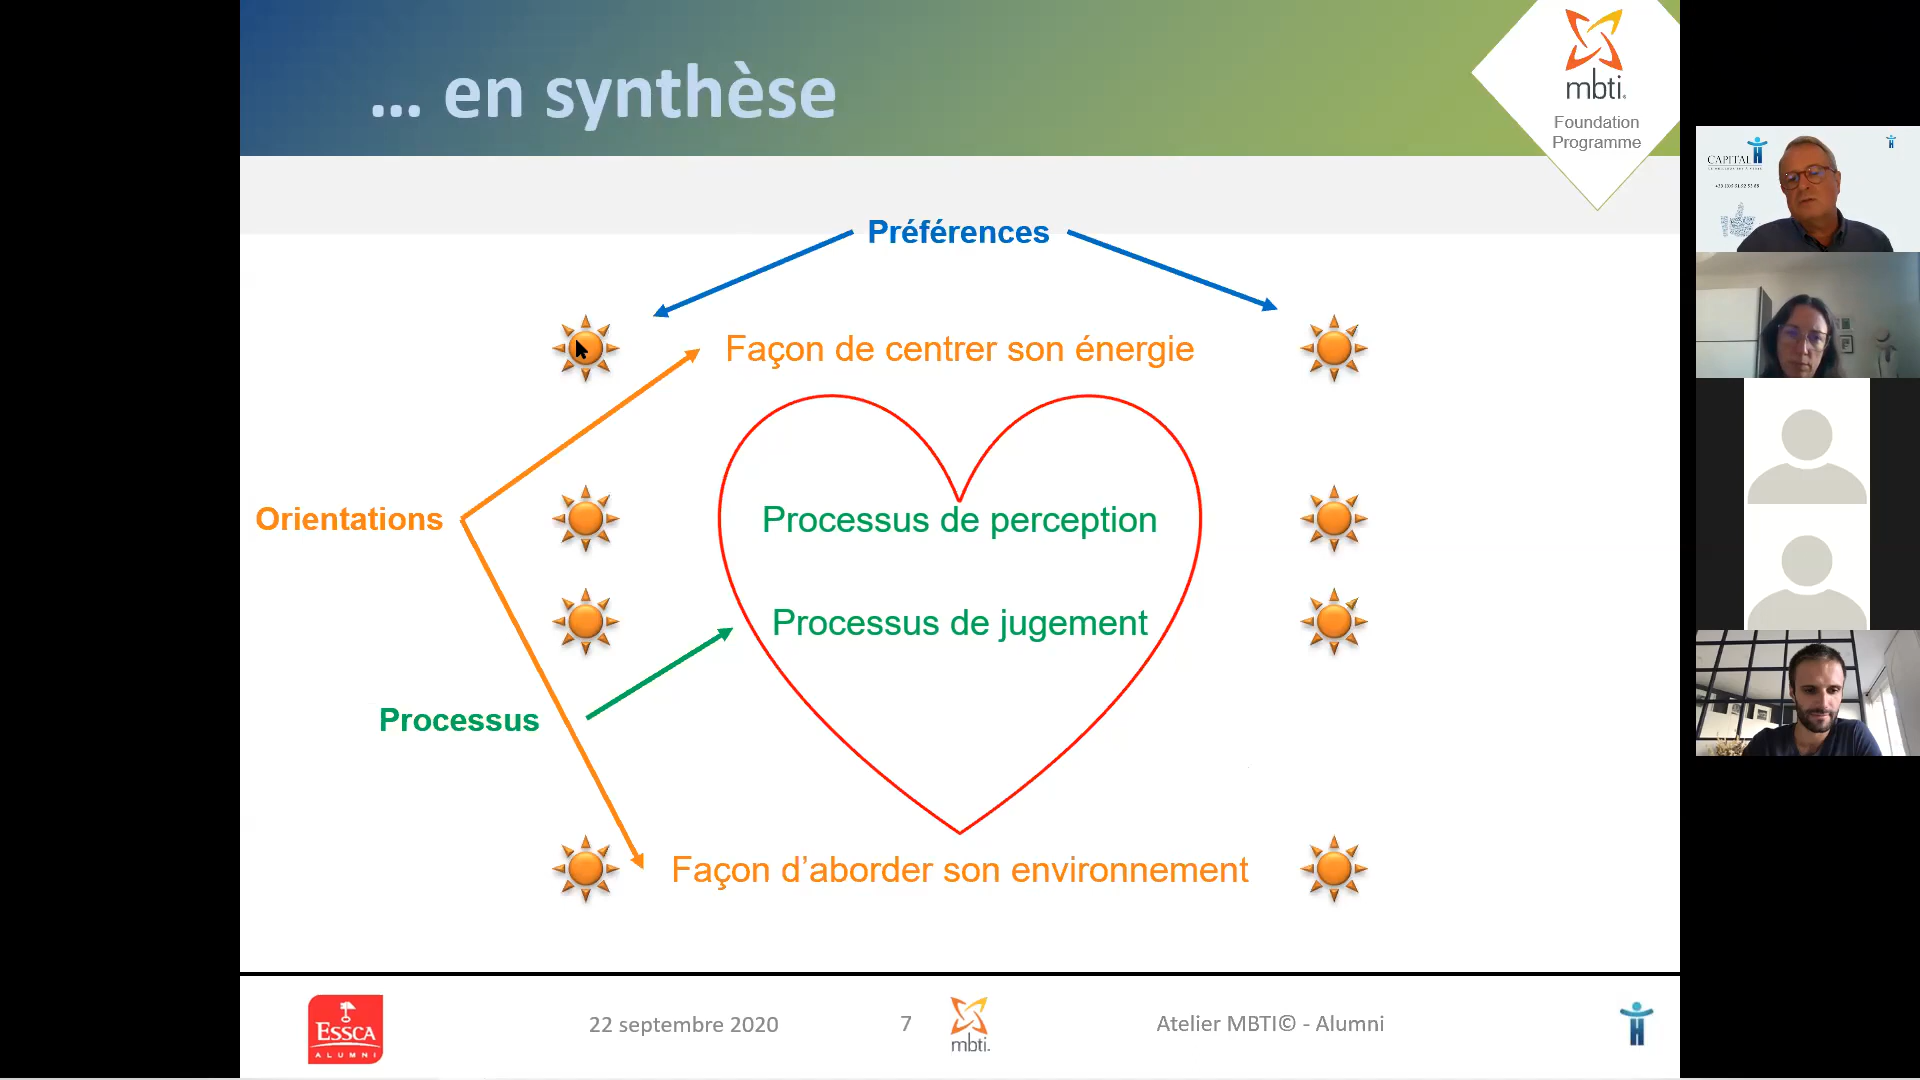 ... en synthèse
mbti.
Foundation
Programme
Préférences
Façon de centrer son énergie
Orientations
Processus de perception
Processus de jugement
Processus
Façon d’aborder son environnement
ESSCA
ALUMNI
22 septembre 2020
7
mbti.
Atelier MBTI© - Alumni
CAPITAL H